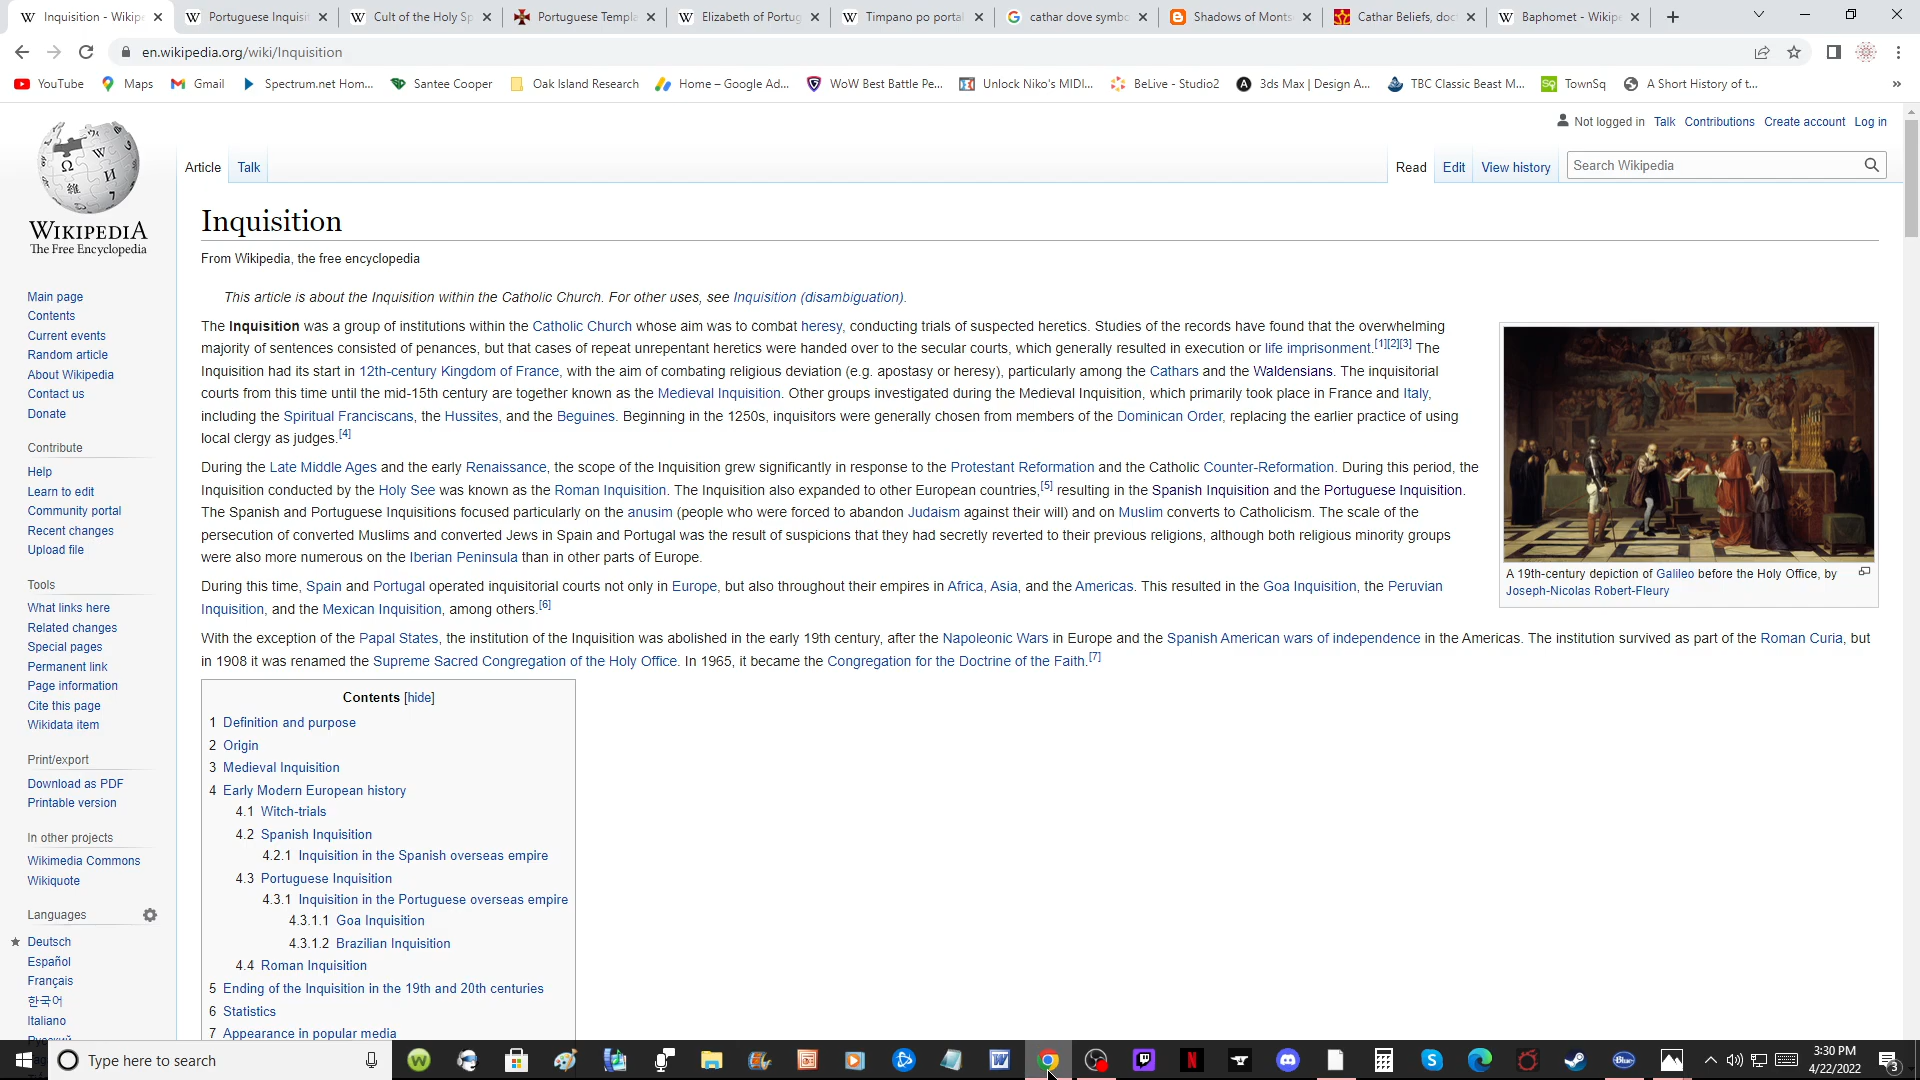 Inquisition - Wikipe
Portuguese Inquisit
Cult of the Holy Sp
Portuguese Templa
Elizabeth of Portug
Timpano po portal
cathar dove symbo
Shadows of Monts
Cathar Beliefs, doc
Baphomet - Wikipe
en.wikipedia.org/wiki/Inquisition
YouTube
Maps
Gmail
Spectrum.net Hom...
Santee Cooper
Oak Island Research
Home – Google Ad...
WoW Best Battle Pe...
Unlock Niko's MIDI...
BeLive - Studio2
3ds Max | Design A...
TBC Classic Beast M...
TownSq
A Short History of t...
»
Not logged in Talk Contributions Create account Log in
Article Talk
Read Edit View history
Search Wikipedia
WIKIPEDIA
The Free Encyclopedia
Main page
Contents
Current events
Random article
About Wikipedia
Contact us
Donate
Contribute
Help
Learn to edit
Community portal
Recent changes
Upload file
Tools
What links here
Related changes
Special pages
Permanent link
Page information
Cite this page
Wikidata item
Print/export
Download as PDF
Printable version
In other projects
Wikimedia Commons
Wikiquote
Languages
Deutsch
Español
Français
한국어
Italiano
Inquisition
From Wikipedia, the free encyclopedia
This article is about the Inquisition within the Catholic Church. For other uses, see Inquisition (disambiguation).
The Inquisition was a group of institutions within the Catholic Church whose aim was to combat heresy, conducting trials of suspected heretics. Studies of the records have found that the overwhelming
majority of sentences consisted of penances, but that cases of repeat unrepentant heretics were handed over to the secular courts, which generally resulted in execution or life imprisonment.[1][2][3] The
Inquisition had its start in 12th-century Kingdom of France, with the aim of combating religious deviation (e.g. apostasy or heresy), particularly among the Cathars and the Waldensians. The inquisitorial
courts from this time until the mid-15th century are together known as the Medieval Inquisition. Other groups investigated during the Medieval Inquisition, which primarily took place in France and Italy,
including the Spiritual Franciscans, the Hussites, and the Beguines. Beginning in the 1250s, inquisitors were generally chosen from members of the Dominican Order, replacing the earlier practice of using
local clergy as judges.[4]
During the Late Middle Ages and the early Renaissance, the scope of the Inquisition grew significantly in response to the Protestant Reformation and the Catholic Counter-Reformation. During this period, the
Inquisition conducted by the Holy See was known as the Roman Inquisition. The Inquisition also expanded to other European countries,[5] resulting in the Spanish Inquisition and the Portuguese Inquisition.
The Spanish and Portuguese Inquisitions focused particularly on the anusim (people who were forced to abandon Judaism against their will) and on Muslim converts to Catholicism. The scale of the
persecution of converted Muslims and converted Jews in Spain and Portugal was the result of suspicions that they had secretly reverted to their previous religions, although both religious minority groups
were also more numerous on the Iberian Peninsula than in other parts of Europe.
During this time, Spain and Portugal operated inquisitorial courts not only in Europe, but also throughout their empires in Africa, Asia, and the Americas. This resulted in the Goa Inquisition, the Peruvian
Inquisition, and the Mexican Inquisition, among others.[6]
With the exception of the Papal States, the institution of the Inquisition was abolished in the early 19th century, after the Napoleonic Wars in Europe and the Spanish American wars of independence in the Americas. The institution survived as part of the Roman Curia, but
in 1908 it was renamed the Supreme Sacred Congregation of the Holy Office. In 1965, it became the Congregation for the Doctrine of the Faith.[7]
A 19th-century depiction of Galileo before the Holy Office, by
Joseph-Nicolas Robert-Fleury
Contents [hide]
1 Definition and purpose
2 Origin
3 Medieval Inquisition
4 Early Modern European history
4.1 Witch-trials
4.2 Spanish Inquisition
4.2.1 Inquisition in the Spanish overseas empire
4.3 Portuguese Inquisition
4.3.1 Inquisition in the Portuguese overseas empire
4.3.1.1 Goa Inquisition
4.3.1.2 Brazilian Inquisition
4.4 Roman Inquisition
5 Ending of the Inquisition in the 19th and 20th centuries
6 Statistics
7 Appearance in popular media
Type here to search
3:30 PM
4/22/2022
3